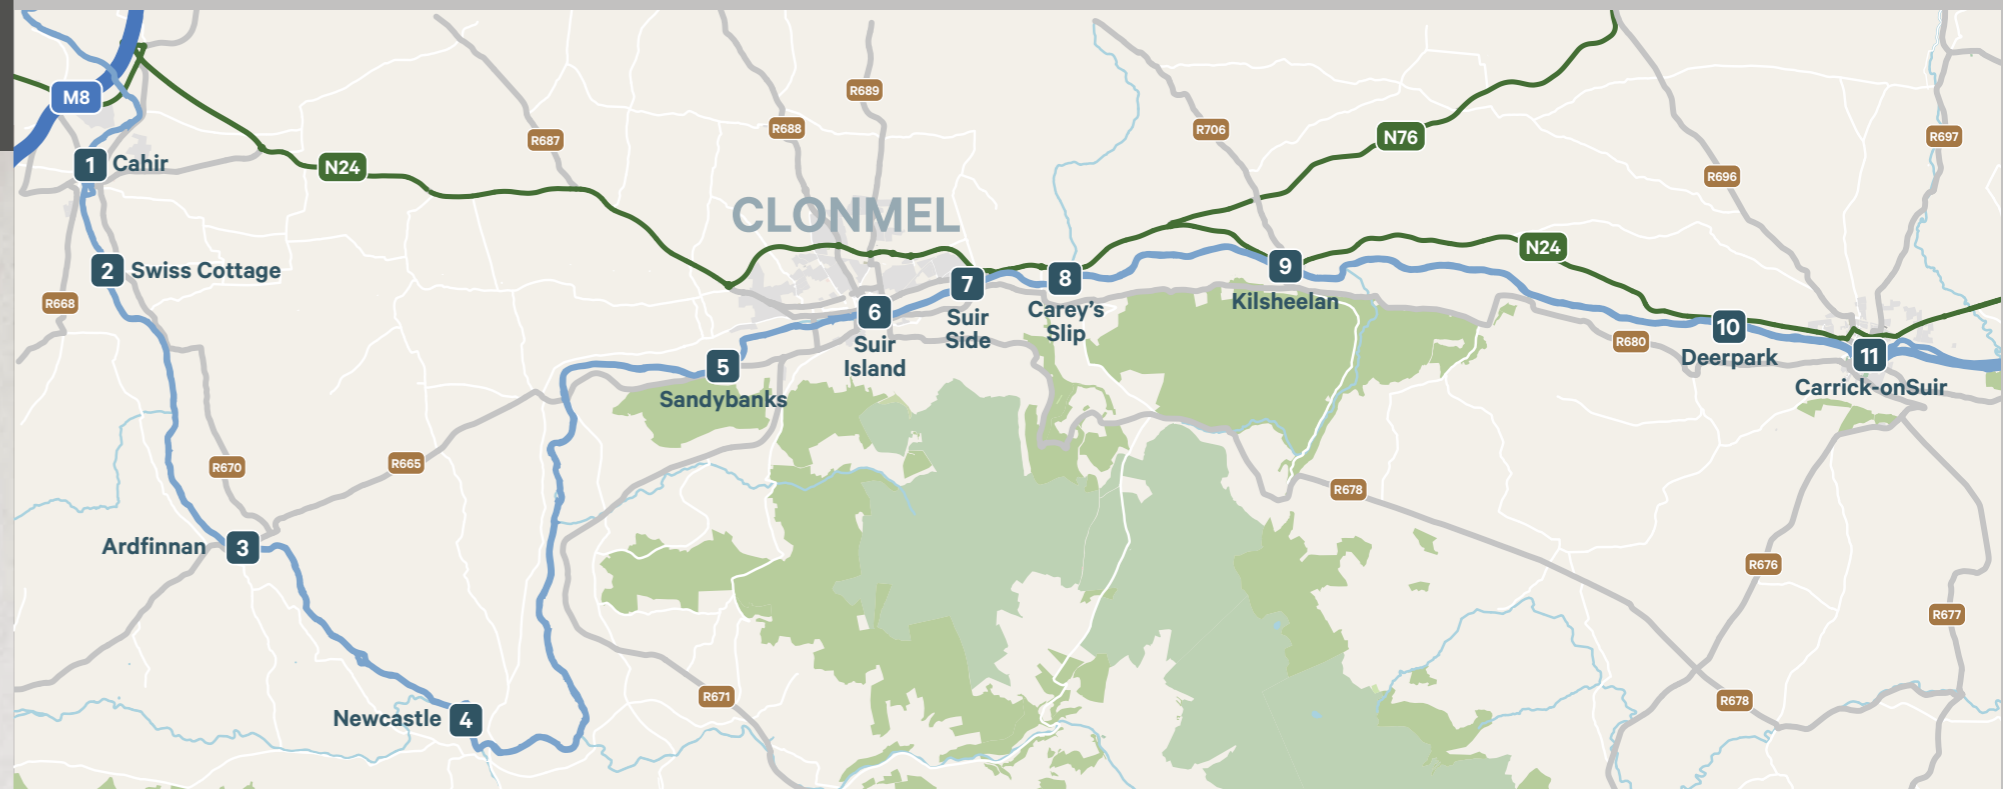 R689
M8
R688
R706
N76
R697
R687
1 Cahir
N24
R696
CLONMEL
2 Swiss Cottage
N24
R668
9
Kilsheelan
8
Carey's
Slip
7
Suir
Side
6
Suir
Island
10
Deerpark
R680
11
Carrick-onSuir
5
Sandybanks
R670
R665
R678
Ardfinnan 3
R676
R677
R671
R678
Newcastle 4